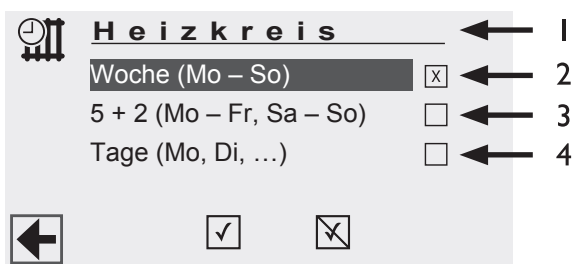 Heizkreis 1
Woche (Mo – So) X 2
5 + 2 (Mo – Fr, Sa – So) 3
Tage (Mo, Di, …) 4